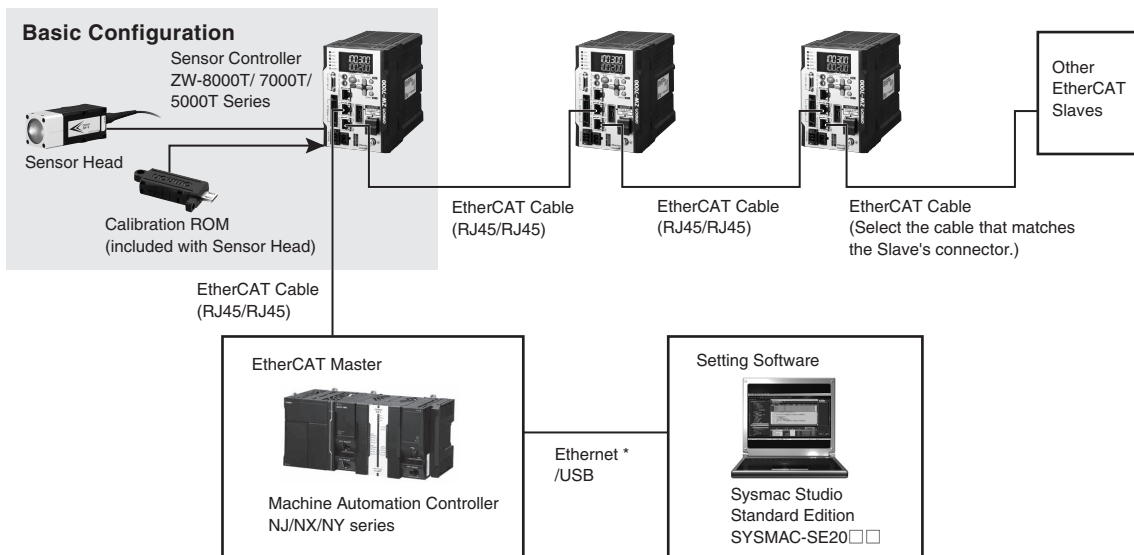 Basic Configuration
Sensor Controller
ZW-8000T/ 7000T/
5000T Series
Sensor Head
Calibration ROM
(included with Sensor Head)
EtherCAT Cable
(RJ45/RJ45)
EtherCAT Cable
(RJ45/RJ45)
EtherCAT Cable
(Select the cable that matches
the Slave's connector.)
Other
EtherCAT
Slaves
EtherCAT Cable
(RJ45/RJ45)
EtherCAT Master
Machine Automation Controller
NJ/NX/NY series
Ethernet *
/USB
Setting Software
Sysmac Studio
Standard Edition
SYSMAC-SE20□□